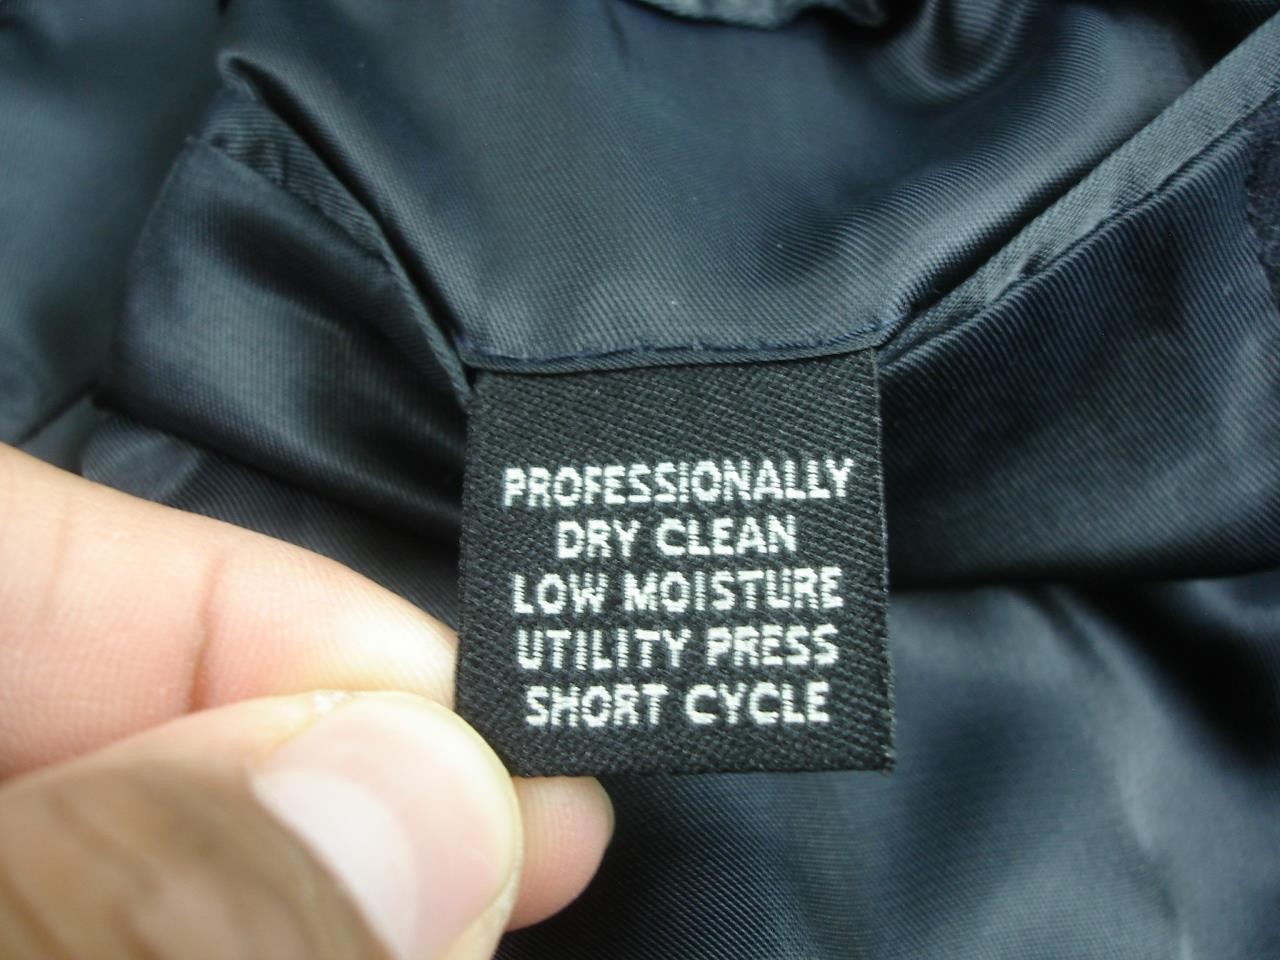 PROFESSIONALLY
DRY CLEAN
LOW MOISTURE
UTILITY PRESS
SHORT CYCLE